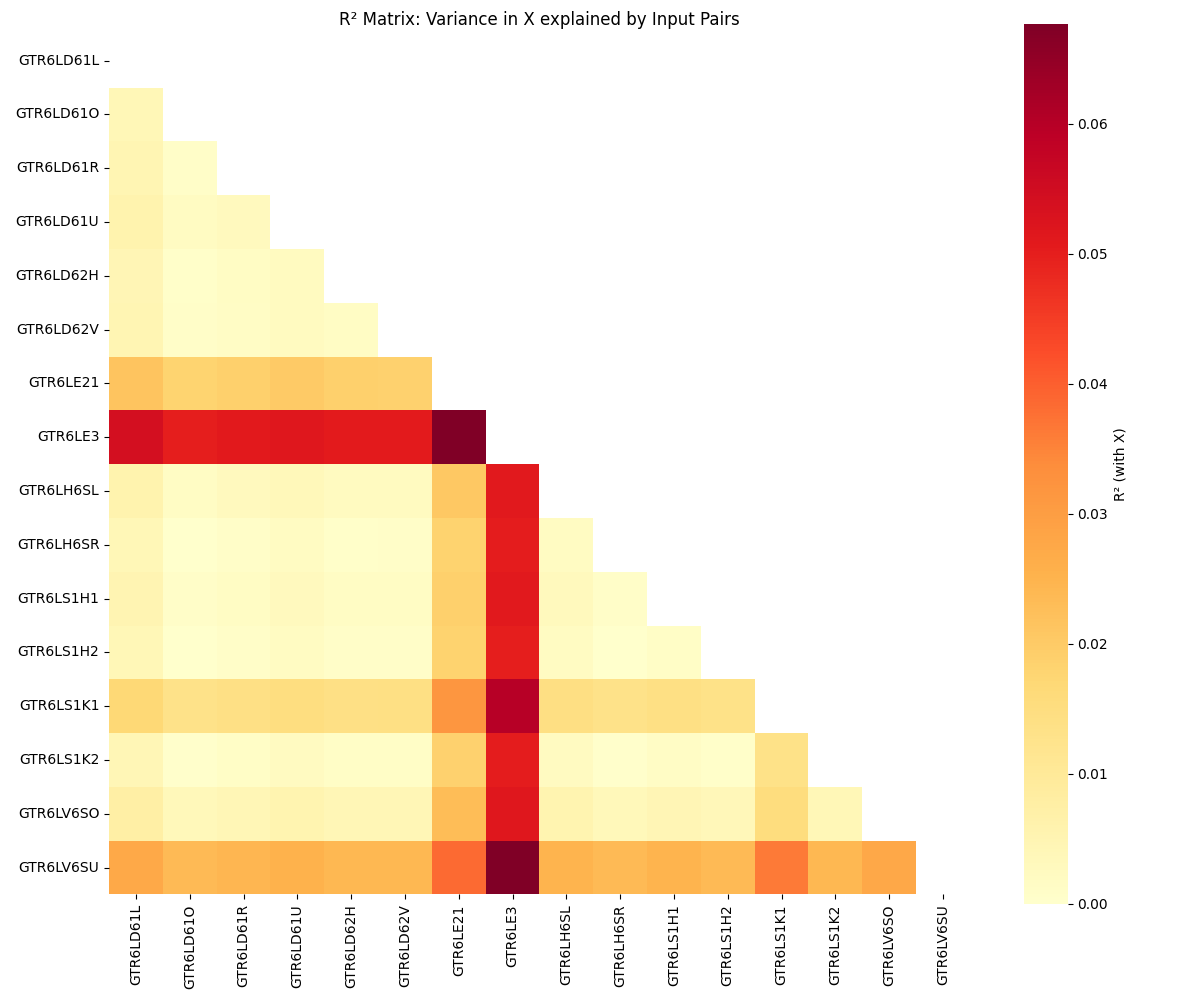 R² Matrix: Variance in X explained by Input Pairs
GTR6LD61L
GTR6LD61O
GTR6LD61R
GTR6LD61U
GTR6LD62H
GTR6LD62V
GTR6LE21
GTR6LE3
GTR6LH6SL
GTR6LH6SR
GTR6LS1H1
GTR6LS1H2
GTR6LS1K1
GTR6LS1K2
GTR6LV6SO
GTR6LV6SU
GTR6LD61L
GTR6LD61O
GTR6LD61R
GTR6LD61U
GTR6LD62H
GTR6LD62V
GTR6LE21
GTR6LE3
GTR6LH6SL
GTR6LH6SR
GTR6LS1H1
GTR6LS1H2
GTR6LS1K1
GTR6LS1K2
GTR6LV6SO
GTR6LV6SU
0.06
0.05
0.04
0.03
0.02
0.01
0.00
R² (with X)